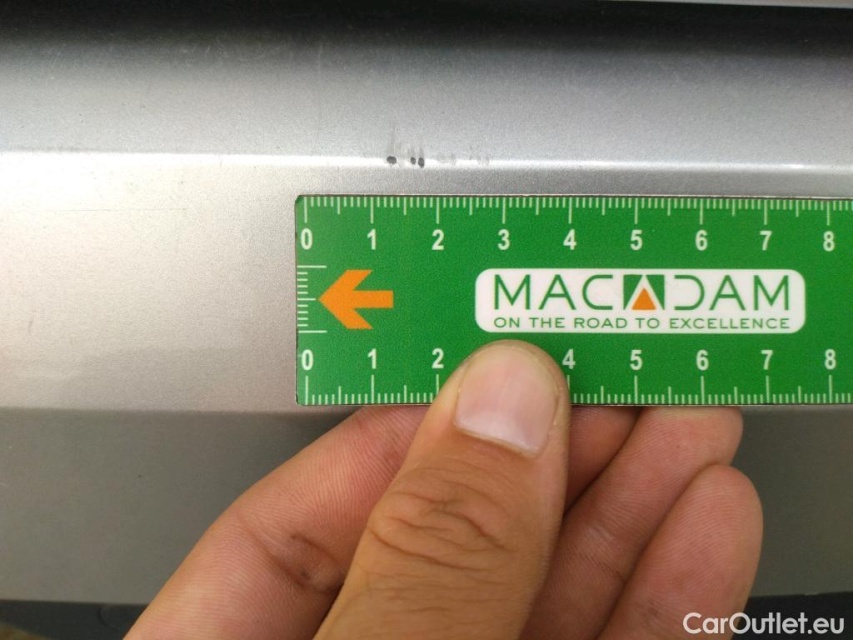 0 1 2 3 4 5 6 7 8
MACADAM
ON THE ROAD TO EXCELLENCE
0 1 2 4 5 6 7 8
CarOutlet.eu